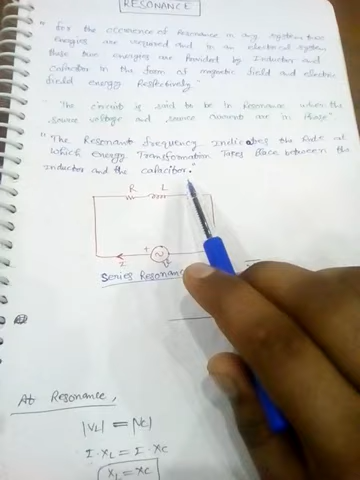 RESONANCE
" For the occurence of Resonance in any system two
energies are required and in an electrical system
these two energies are Provided by Inductor and
Capacitor in the form of magnetic field and electric
field energy Respectively"
" The circuit is said to be in Resonance when the
source voltage and source current are in Phase"
" The Resonant frequency Indicates the Rate at
Which energy Transformation Takes Place between the
inductor and the capacitor."
R L
+
I V
Series Resonance
At Resonance,
|VL| = |VC|
I·XL = I·XC
XL = XC